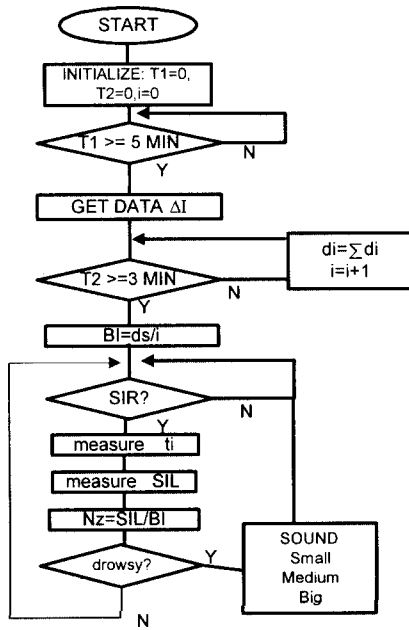 START
INITIALIZE: T1=0,
T2=0,i=0
T1 >= 5 MIN
N
Y
GET DATA ΔI
di=∑di
i=i+1
T2 >=3 MIN
N
Y
BI=ds/i
SIR?
N
Y
measure ti
measure SIL
Nz=SIL/BI
drowsy?
Y
SOUND
Small
Medium
Big
N